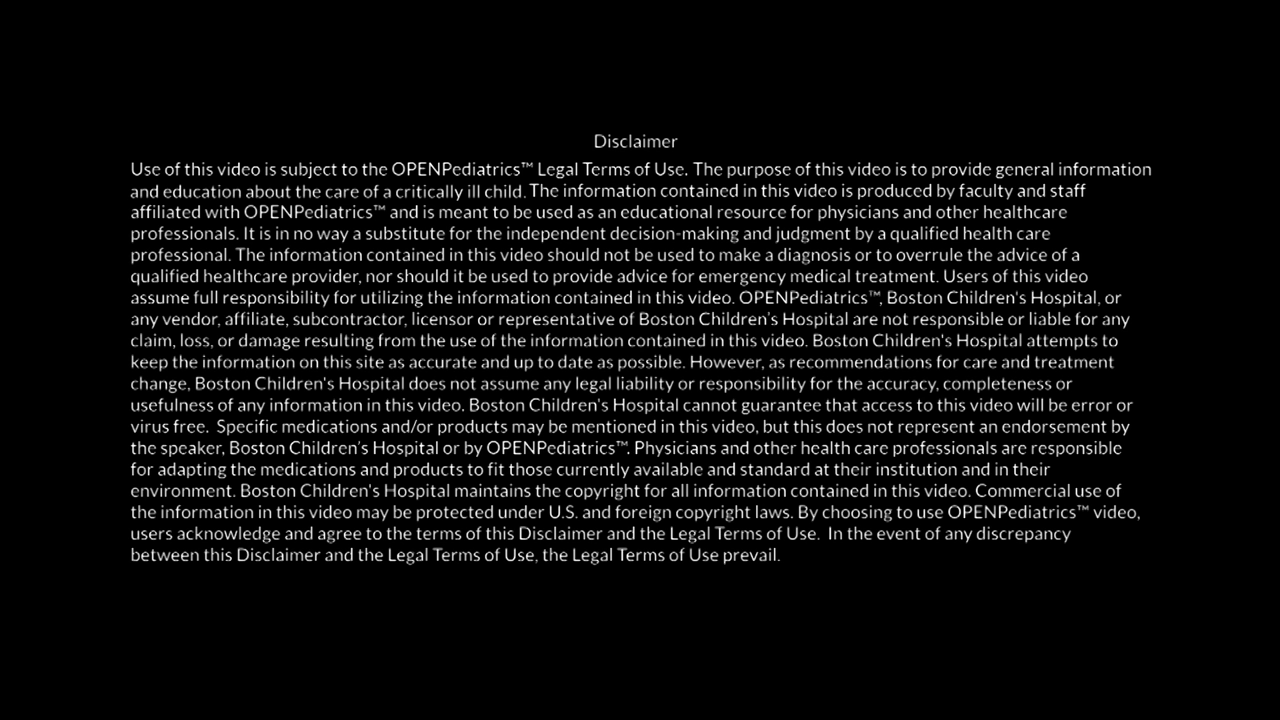 Disclaimer
Use of this video is subject to the OPENPediatrics™ Legal Terms of Use. The purpose of this video is to provide general information
and education about the care of a critically ill child. The information contained in this video is produced by faculty and staff
affiliated with OPENPediatrics™ and is meant to be used as an educational resource for physicians and other healthcare
professionals. It is in no way a substitute for the independent decision-making and judgment by a qualified health care
professional. The information contained in this video should not be used to make a diagnosis or to overrule the advice of a
qualified healthcare provider, nor should it be used to provide advice for emergency medical treatment. Users of this video
assume full responsibility for utilizing the information contained in this video. OPENPediatrics™, Boston Children's Hospital, or
any vendor, affiliate, subcontractor, licensor or representative of Boston Children's Hospital are not responsible or liable for any
claim, loss, or damage resulting from the use of the information contained in this video. Boston Children's Hospital attempts to
keep the information on this site as accurate and up to date as possible. However, as recommendations for care and treatment
change, Boston Children's Hospital does not assume any legal liability or responsibility for the accuracy, completeness or
usefulness of any information in this video. Boston Children's Hospital cannot guarantee that access to this video will be error or
virus free.  Specific medications and/or products may be mentioned in this video, but this does not represent an endorsement by
the speaker, Boston Children's Hospital or by OPENPediatrics™. Physicians and other health care professionals are responsible
for adapting the medications and products to fit those currently available and standard at their institution and in their
environment. Boston Children's Hospital maintains the copyright for all information contained in this video. Commercial use of
the information in this video may be protected under U.S. and foreign copyright laws. By choosing to use OPENPediatrics™ video,
users acknowledge and agree to the terms of this Disclaimer and the Legal Terms of Use.  In the event of any discrepancy
between this Disclaimer and the Legal Terms of Use, the Legal Terms of Use prevail.